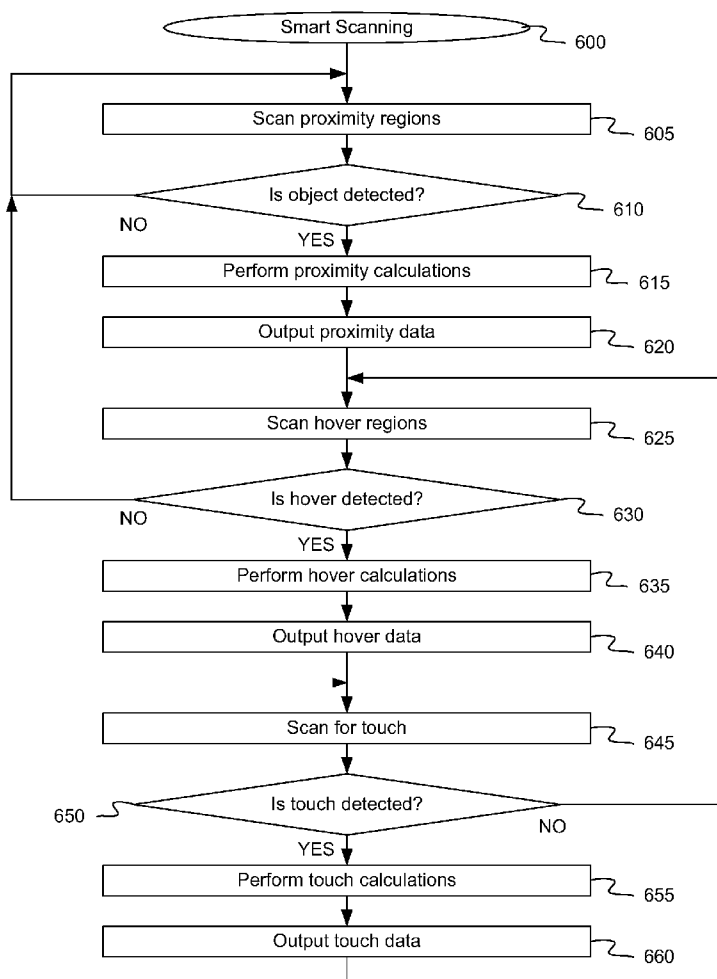 Smart Scanning
600
Scan proximity regions
605
Is object detected?
610
NO
YES
Perform proximity calculations
615
Output proximity data
620
Scan hover regions
625
Is hover detected?
630
NO
YES
Perform hover calculations
635
Output hover data
640
Scan for touch
645
650
Is touch detected?
NO
YES
Perform touch calculations
655
Output touch data
660